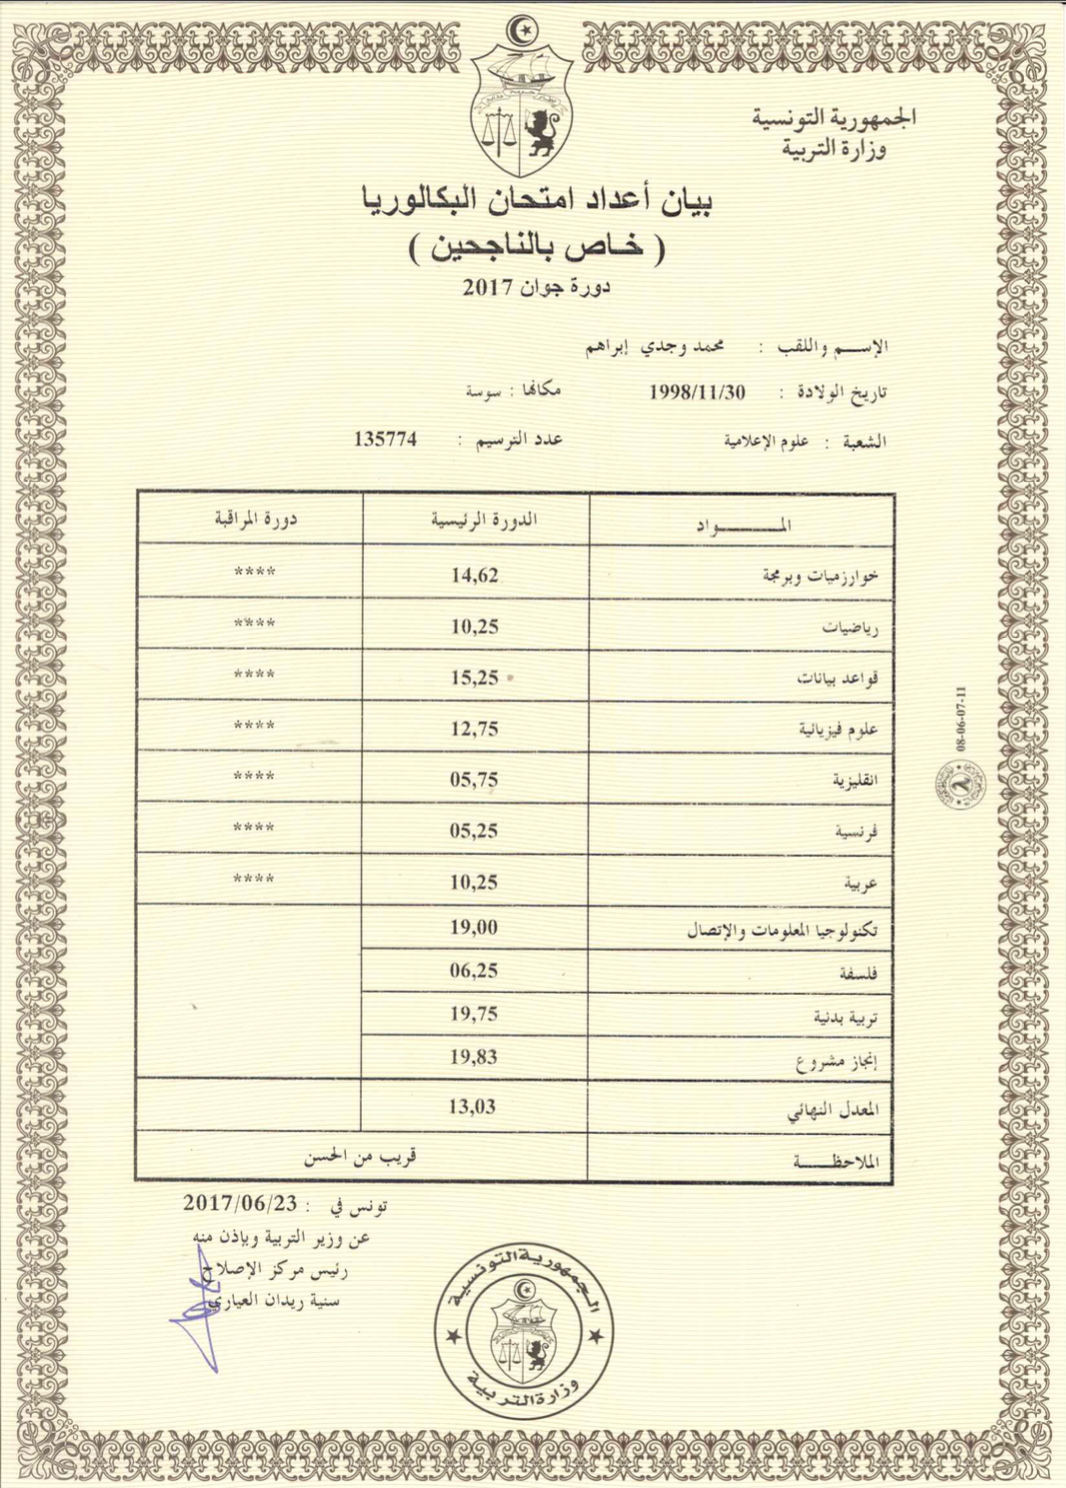 الجمهورية التونسية
وزارة التربية
بيان أعداد امتحان البكالوريا
( خاص بالناجحين )
دورة جوان 2017
الإسم واللقب : محمد وجدي إبراهم
تاريخ الولادة : 1998/11/30 مكانها : سوسة
الشعبة : علوم الإعلامية عدد الترسيم : 135774
المواد الدورة الرئيسية دورة المراقبة
خوارزميات وبرمجة 14,62 ****
رياضيات 10,25 ****
قواعد بيانات 15,25 ****
علوم فيزيائية 12,75 ****
انقليزية 05,75 ****
فرنسية 05,25 ****
عربية 10,25 ****
تكنولوجيا المعلومات والإتصال 19,00
فلسفة 06,25
تربية بدنية 19,75
إنجاز مشروع 19,83
المعدل النهائي 13,03
الملاحظة قريب من الحسن
تونس في : 2017/06/23
عن وزير التربية وبإذن منه
رئيس مركز الإصلاح
سنية ريدان العياري
الجمهورية التونسية
وزارة التربية
08-06-07-11